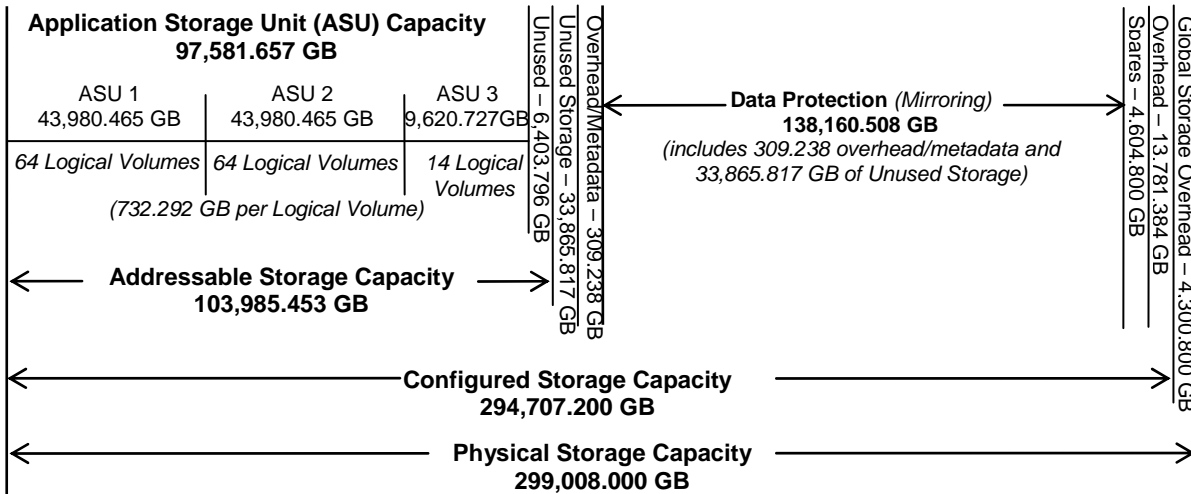 Application Storage Unit (ASU) Capacity
97,581.657 GB
ASU 1
43,980.465 GB
ASU 2
43,980.465 GB
ASU 3
9,620.727GB
64 Logical Volumes
64 Logical Volumes
14 Logical
Volumes
(732.292 GB per Logical Volume)
Unused – 6,403.796 GB
Unused Storage – 33,865.817 GB
Overhead/Metadata – 309.238 GB
Data Protection (Mirroring)
138,160.508 GB
(includes 309.238 overhead/metadata and
33,865.817 GB of Unused Storage)
Spares – 4.604.800 GB
Overhead – 13.781.384 GB
Global Storage Overhead – 4.300.800 GB
Addressable Storage Capacity
103,985.453 GB
Configured Storage Capacity
294,707.200 GB
Physical Storage Capacity
299,008.000 GB